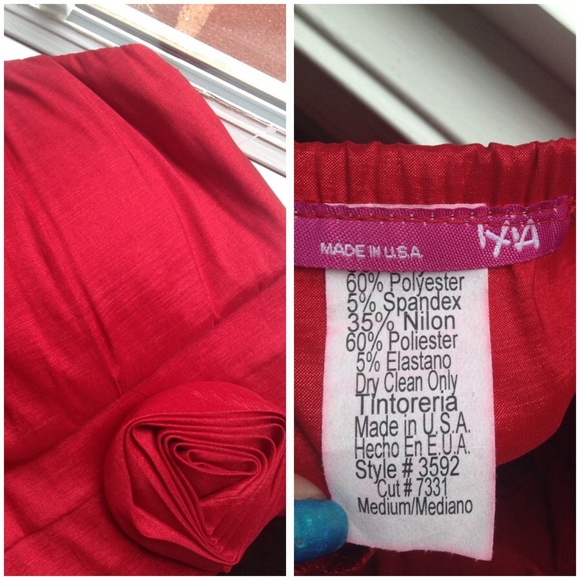 MADE IN U.S.A.
IXIA
60% Polyester
5% Spandex
35% Nilon
60% Poliester
5% Elastano
Dry Clean Only
Tintoreria
Made in U.S.A.
Hecho En E.U.A.
Style # 3592
Cut # 7331
Medium/Mediano